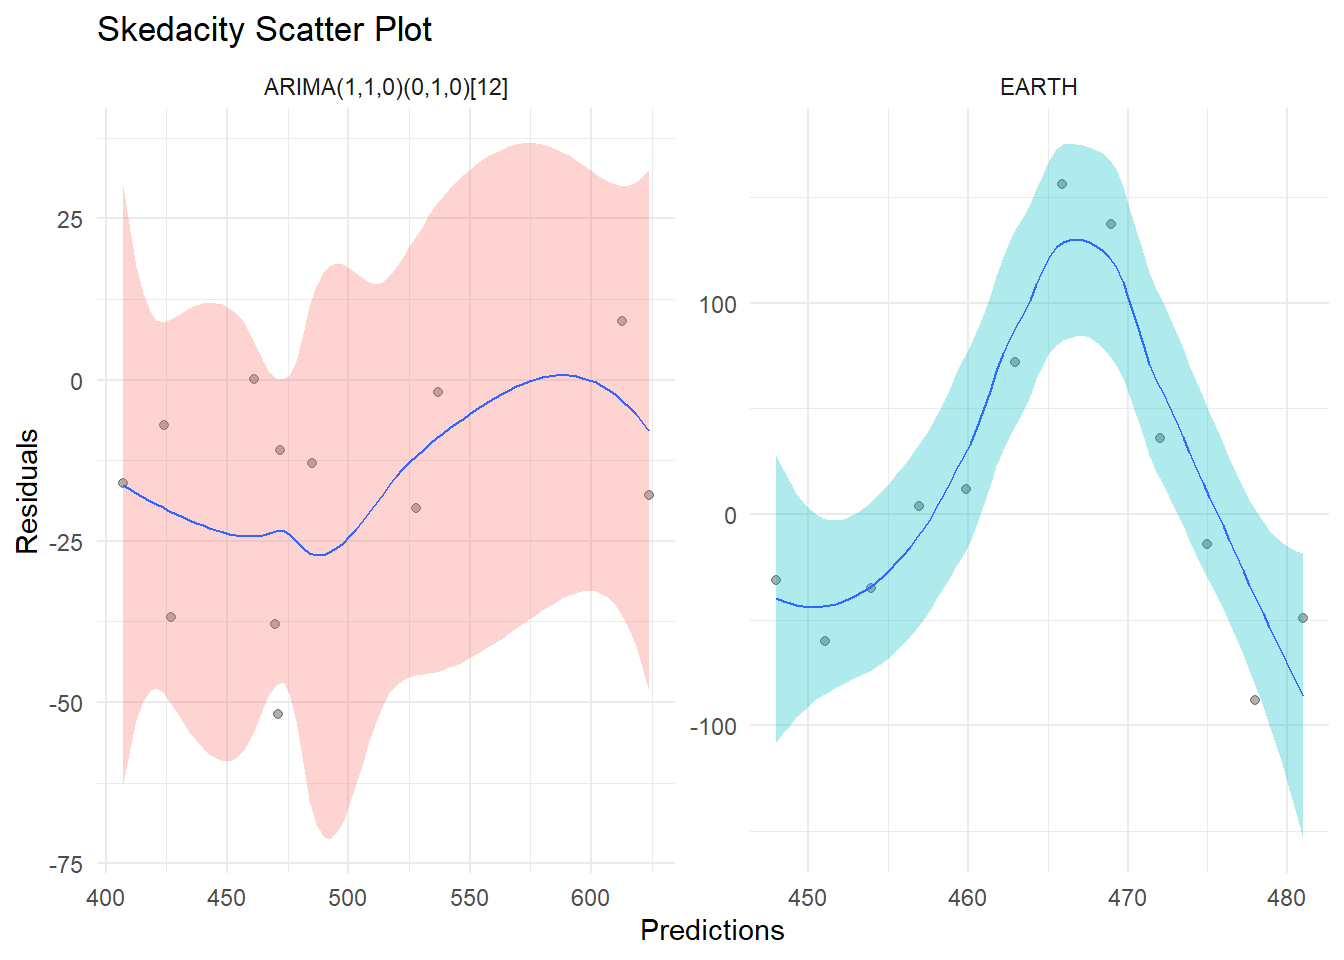 Skedacity Scatter Plot
ARIMA(1,1,0)(0,1,0)[12]
EARTH
Residuals
25
0
-25
-50
-75
100
0
-100
400 450 500 550 600
450 460 470 480
Predictions